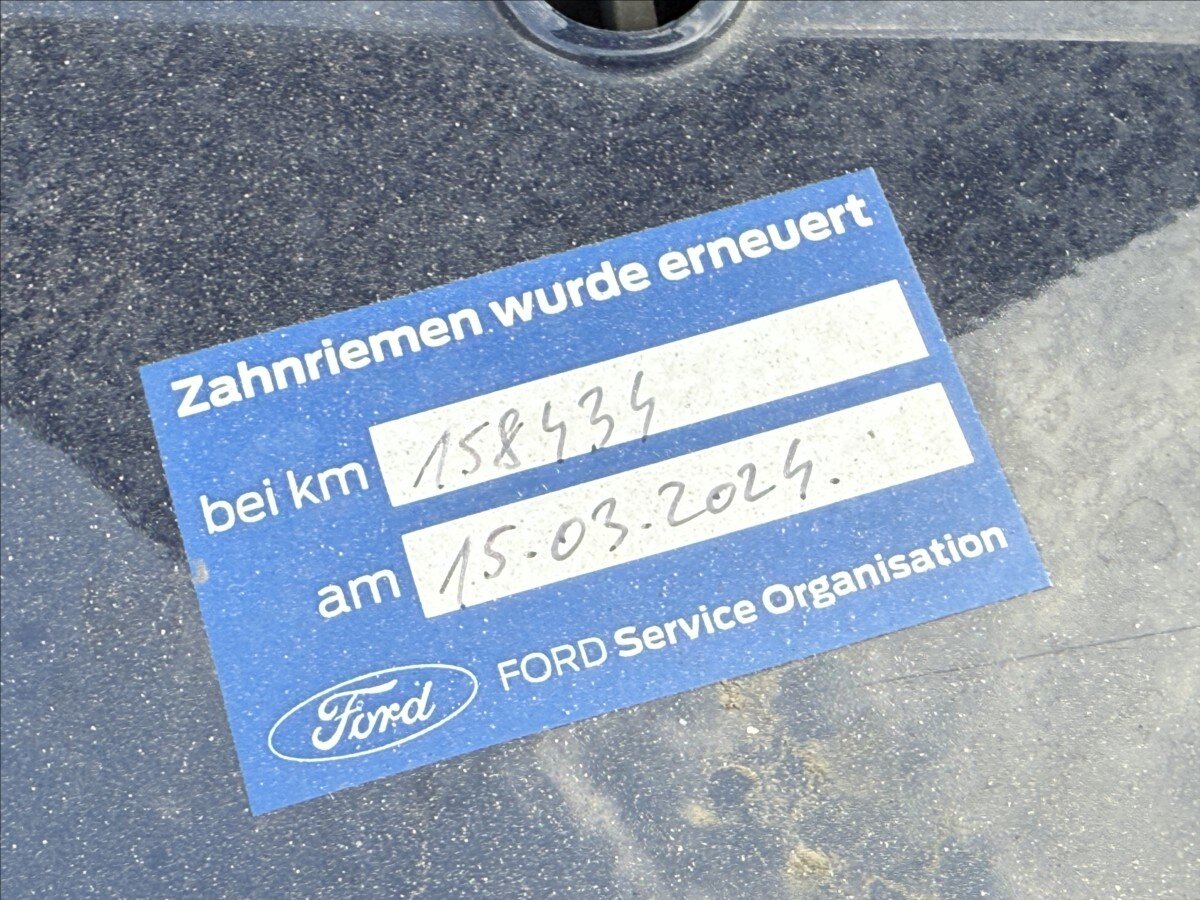 Zahnriemen wurde erneuert
bei km 158434
am 15.03.2024.
Ford FORD Service Organisation